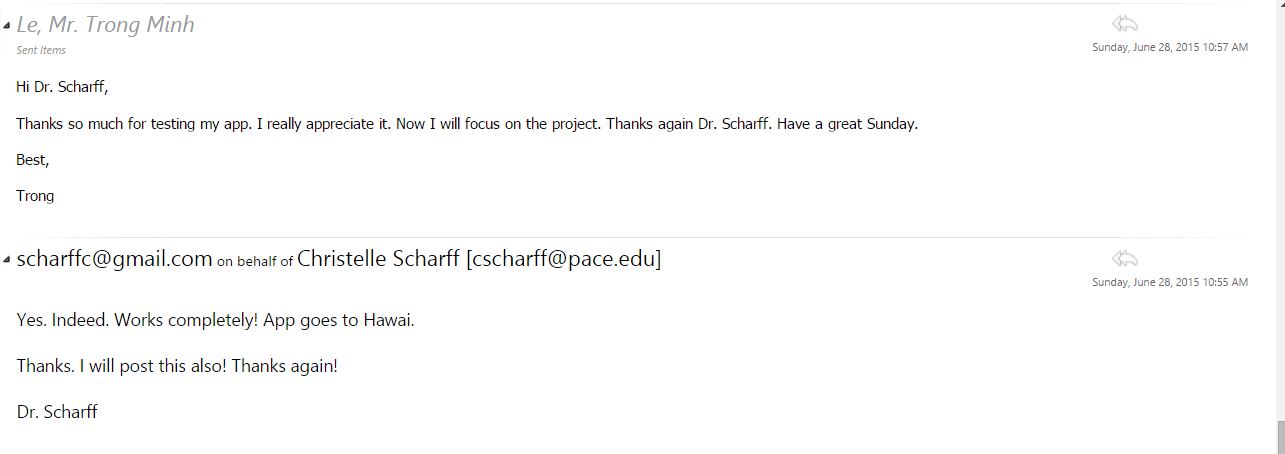 Le, Mr. Trong Minh
Sent Items
Sunday, June 28, 2015 10:57 AM
Hi Dr. Scharff,
Thanks so much for testing my app. I really appreciate it. Now I will focus on the project. Thanks again Dr. Scharff. Have a great Sunday.
Best,
Trong
scharffc@gmail.com on behalf of Christelle Scharff [cscharff@pace.edu]
Sunday, June 28, 2015 10:55 AM
Yes. Indeed. Works completely! App goes to Hawai.
Thanks. I will post this also! Thanks again!
Dr. Scharff